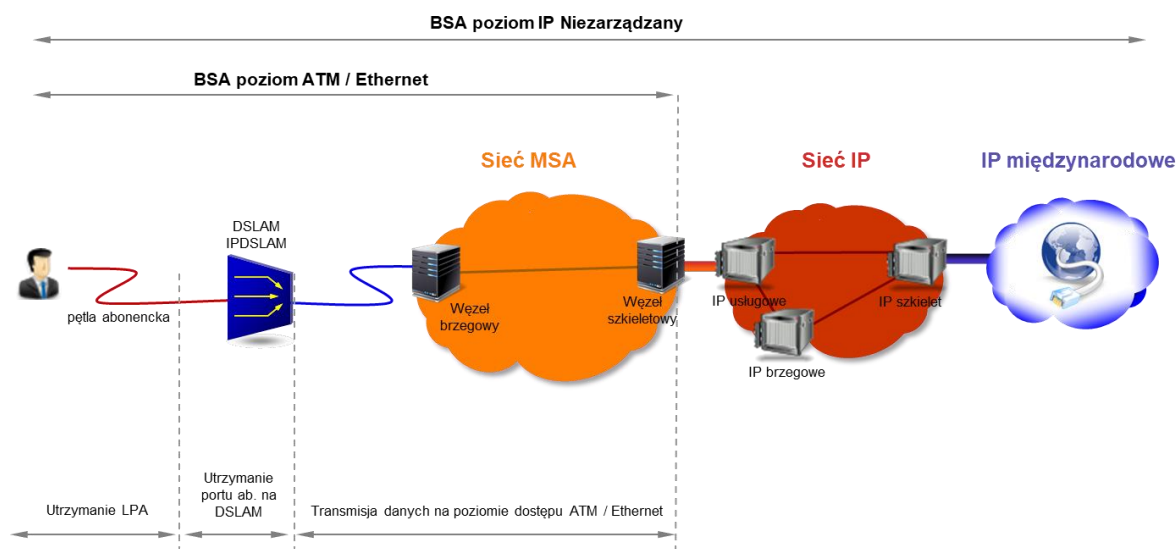 BSA poziom IP Niezarządzany
BSA poziom ATM / Ethernet
Sieć MSA
Sieć IP
IP międzynarodowe
DSLAM
IPDSLAM
pętla abonencka
Węzeł
brzegowy
Węzeł
szkieletowy
IP usługowe
IP szkielet
IP brzegowe
Utrzymanie LPA
Utrzymanie
portu ab. na
DSLAM
Transmisja danych na poziomie dostępu ATM / Ethernet